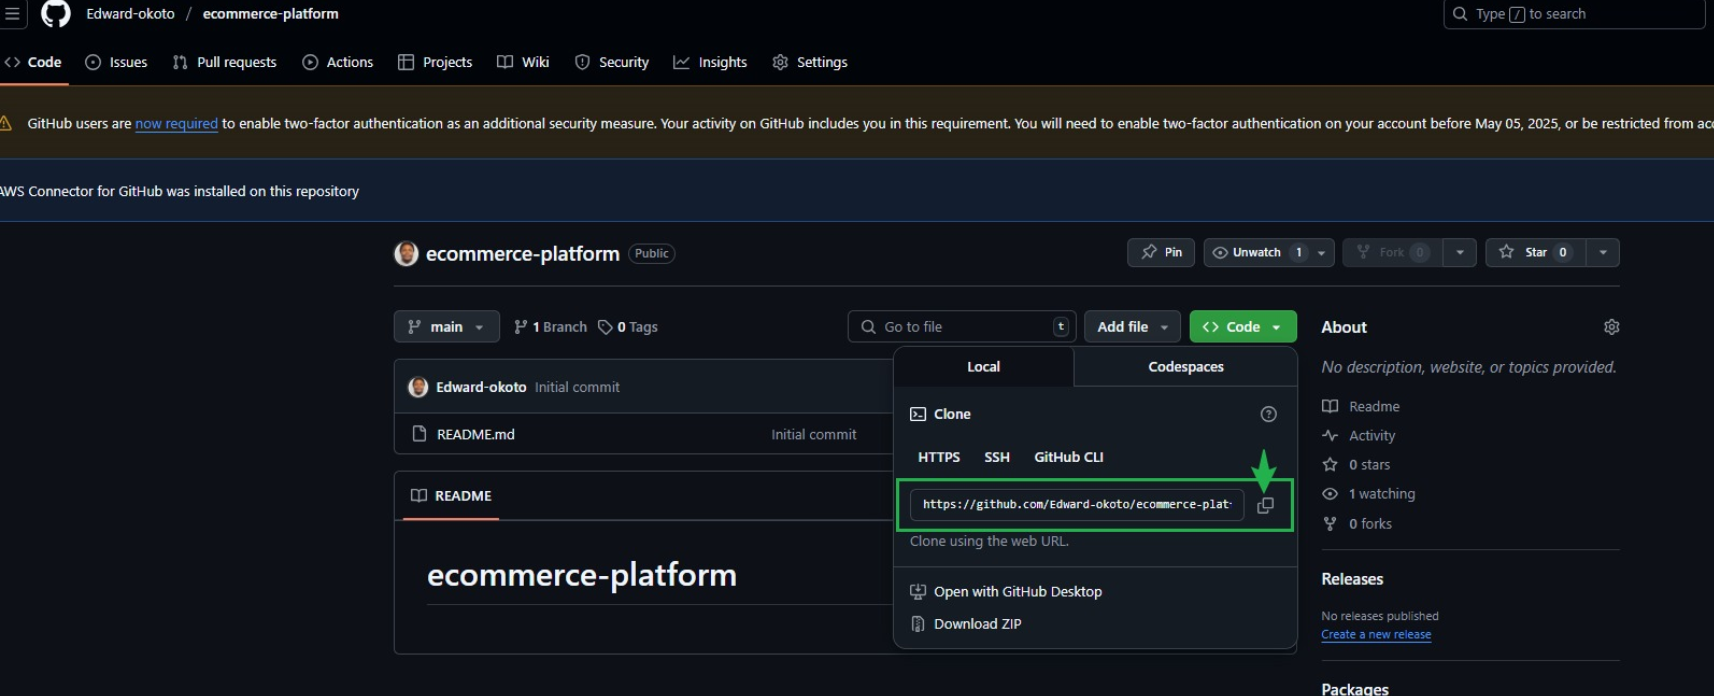 Edward-okoto / ecommerce-platform
Type / to search
Code Issues Pull requests Actions Projects Wiki Security Insights Settings
GitHub users are now required to enable two-factor authentication as an additional security measure. Your activity on GitHub includes you in this requirement. You will need to enable two-factor authentication on your account before May 05, 2025, or be restricted from
AWS Connector for GitHub was installed on this repository
ecommerce-platform Public
Pin Unwatch 1 Fork 0 Star 0
main 1 Branch 0 Tags
Go to file t Add file Code
Edward-okoto Initial commit
README.md Initial commit
README
ecommerce-platform
Local Codespaces
Clone
HTTPS SSH GitHub CLI
https://github.com/Edward-okoto/ecommerce-plat
Clone using the web URL.
Open with GitHub Desktop
Download ZIP
About
No description, website, or topics provided.
Readme
Activity
0 stars
1 watching
0 forks
Releases
No releases published
Create a new release
Packages